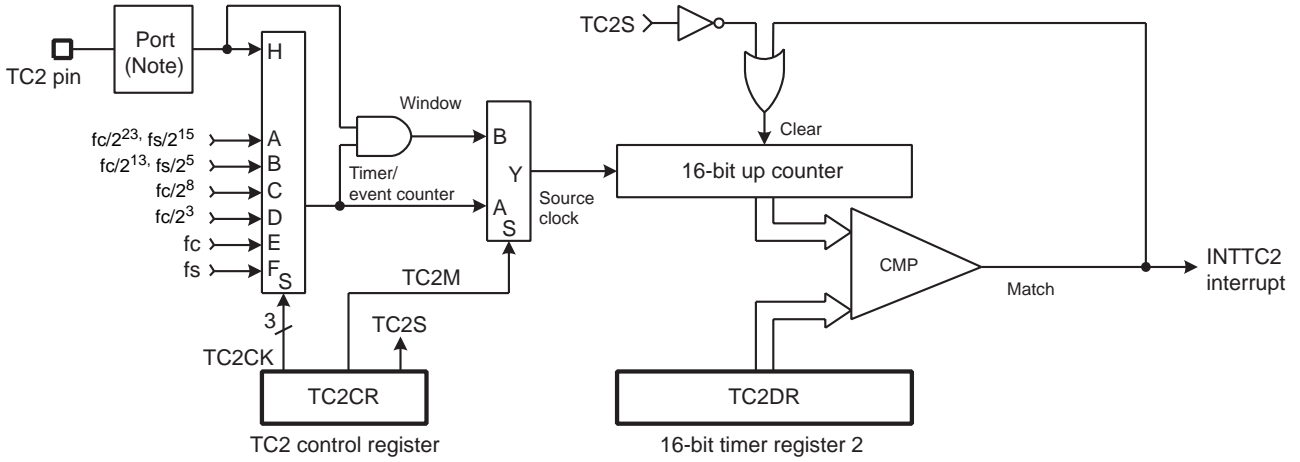 TC2S
Port
(Note)
H
TC2 pin
Window
Clear
fc/2^23, fs/2^15
A
B
16-bit up counter
fc/2^13, fs/2^5
B
Timer/
event counter
Y
Source
clock
fc/2^8
C
fc/2^3
D
A
S
fc
E
CMP
INTTC2
interrupt
fs
F
S
TC2M
Match
3
TC2S
TC2CK
TC2CR
TC2DR
TC2 control register
16-bit timer register 2